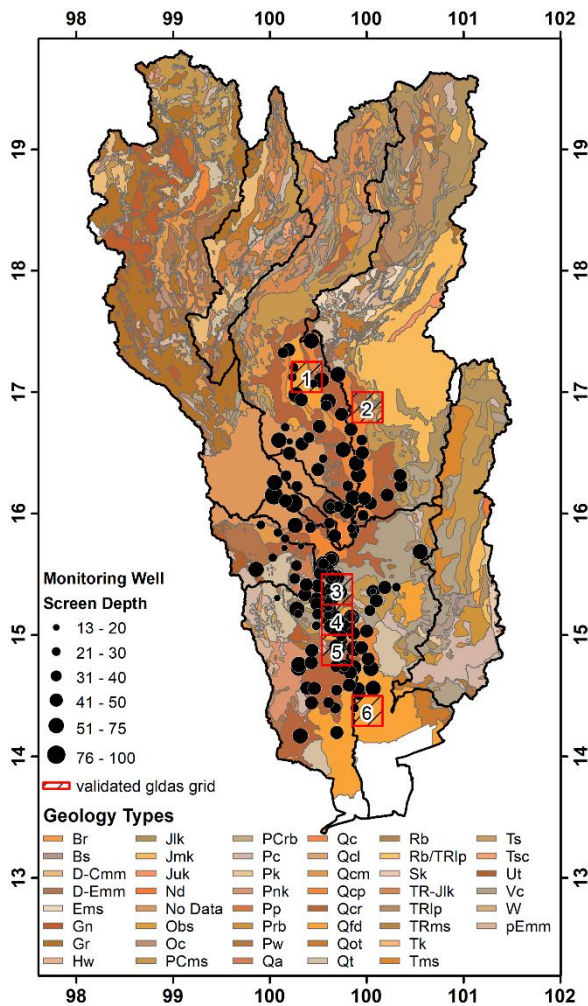 98 99 100 100 101 102
19 19
18 18
17 1 17
2
16 16
Monitoring Well
Screen Depth
13 - 20
21 - 30
31 - 40
41 - 50
51 - 75
76 - 100
validated gldas grid
3
4
15 15
5
6
14 14
Geology Types
Br Jlk PCrb Qc Rb Ts
Bs Jmk Pc Qcl Rb/TRlp Tsc
D-Cmm Juk Pk Qcm Sk Ut
D-Emm Nd Pnk Qcp TR-Jlk Vc
Ems No Data Pp Qcr TRlp W
Gn Obs Prb Qfd TRms pEmm
Gr Oc Pw Qot Tk
Hw PCms Qa Qt Tms
13 13
98 99 100 100 101 102